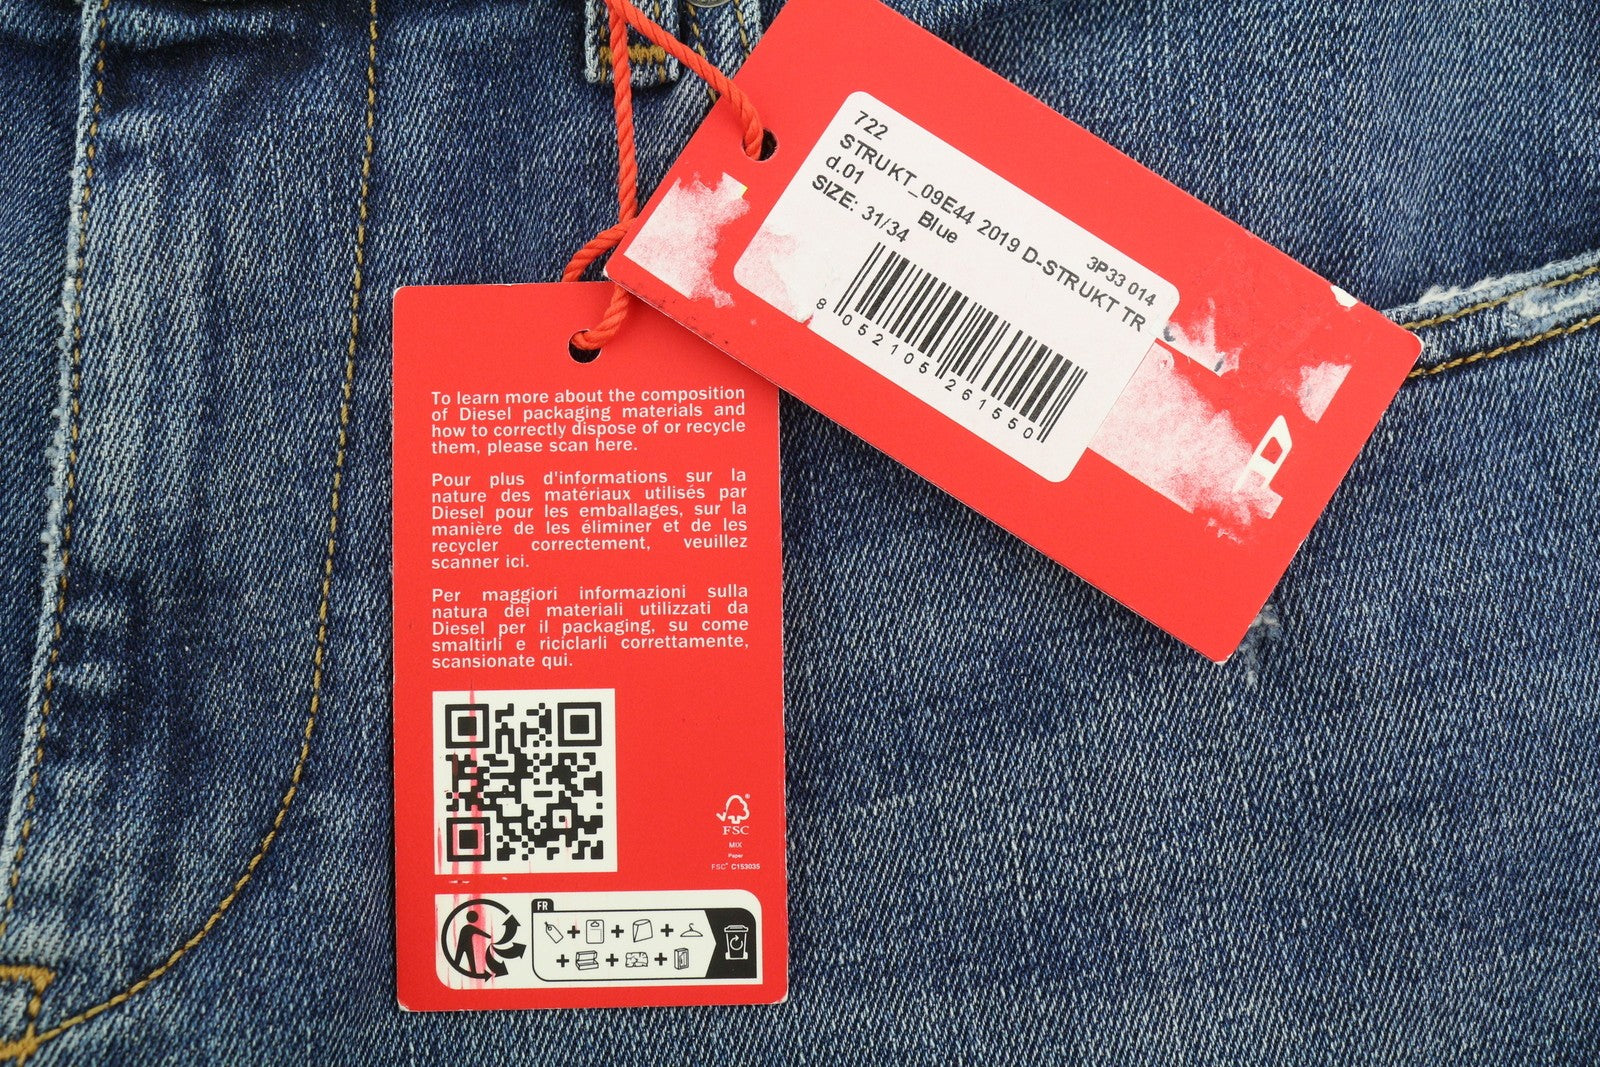 722
STRUKT_09E44 2019 D-STRUKT TR
d.01
Blue
3P33 014
SIZE: 31/34
8 052105 261550
To learn more about the composition
of Diesel packaging materials and
how to correctly dispose of or recycle
them, please scan here.
Pour plus d'informations sur la
nature des matériaux utilisés par
Diesel pour les emballages, sur la
manière de les éliminer et de les
recycler correctement, veuillez
scanner ici.
Per maggiori informazioni sulla
natura dei materiali utilizzati da
Diesel per il packaging, su come
smaltirli e riciclarli correttamente,
scansionate qui.
FSC
MIX
Paper
FSC® C153035
FR